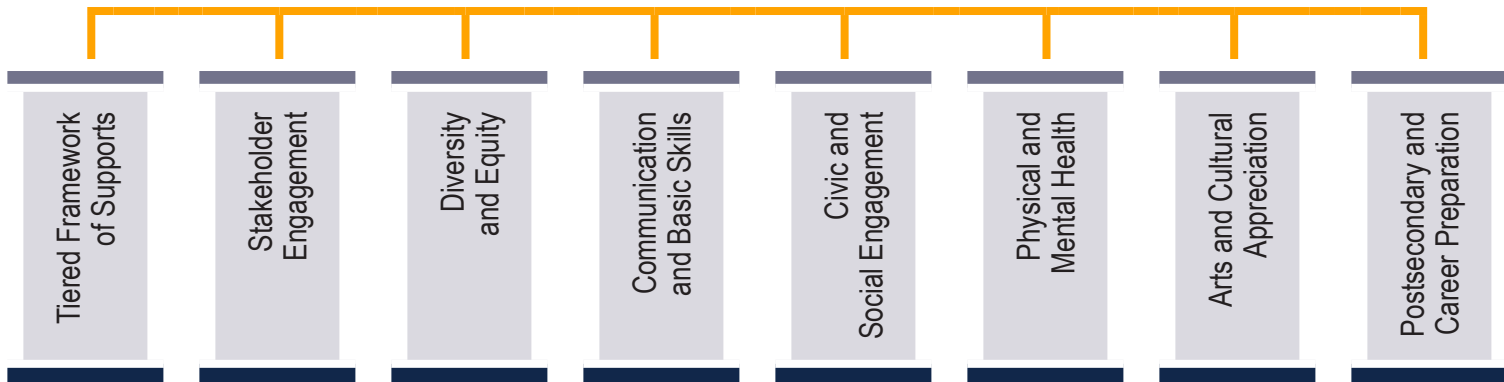 Tiered Framework
of Supports
Stakeholder
Engagement
Diversity
and Equity
Communication
and Basic Skills
Civic and
Social Engagement
Physical and
Mental Health
Arts and Cultural
Appreciation
Postsecondary and
Career Preparation